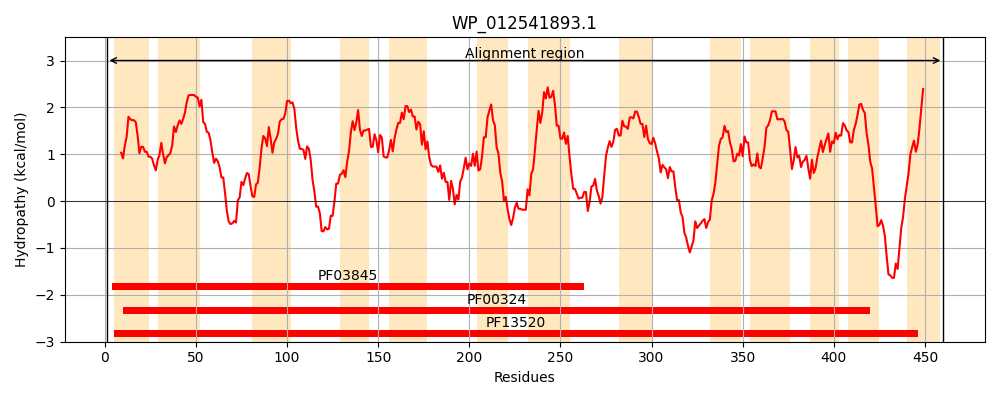 WP_012541893.1
Alignment region
Hydropathy (kcal/mol)
3
2
1
0
−1
−2
−3
PF03845
PF00324
PF13520
0 50 100 150 200 250 300 350 400 450
Residues